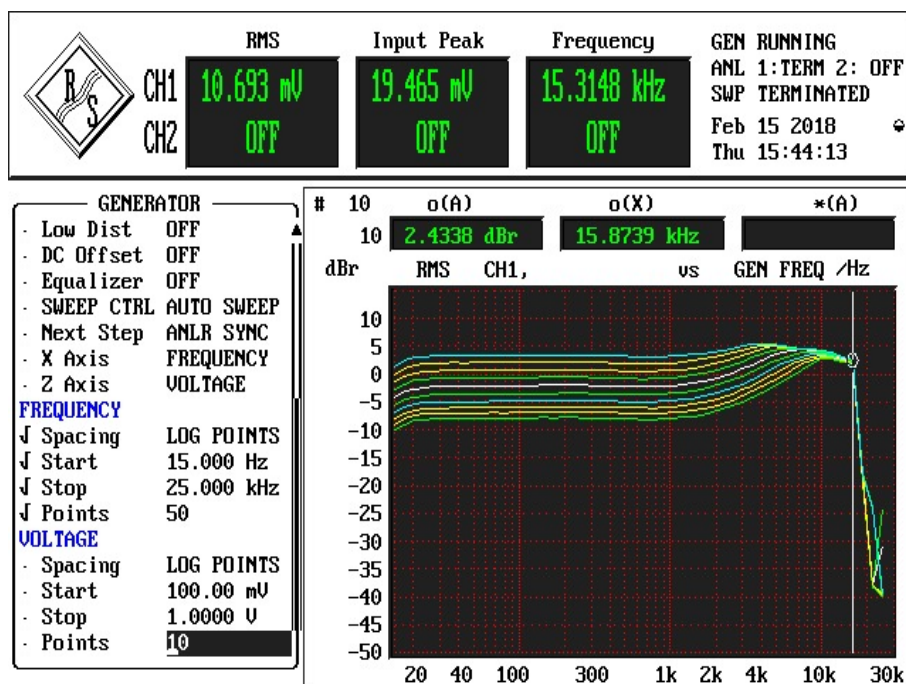 RMS Input Peak Frequency
GEN RUNNING
R S
CH1 10.693 mV 19.465 mV 15.3148 kHz
ANL 1:TERM 2: OFF
SWP TERMINATED
CH2 OFF OFF OFF
Feb 15 2018
Thu 15:44:13
GENERATOR
· Low Dist OFF
· DC Offset OFF
· Equalizer OFF
· SWEEP CTRL AUTO SWEEP
· Next Step ANLR SYNC
· X Axis FREQUENCY
· Z Axis VOLTAGE
FREQUENCY
√ Spacing LOG POINTS
√ Start 15.000 Hz
√ Stop 25.000 kHz
√ Points 50
VOLTAGE
· Spacing LOG POINTS
· Start 100.00 mV
· Stop 1.0000 V
· Points 10
# 10 o(A) o(X) *(A)
10 2.4338 dBr 15.8739 kHz
dBr RMS CH1, vs GEN FREQ /Hz
10
5
0
-5
-10
-15
-20
-25
-30
-35
-40
-45
-50
20 40 100 300 1k 2k 4k 10k 30k